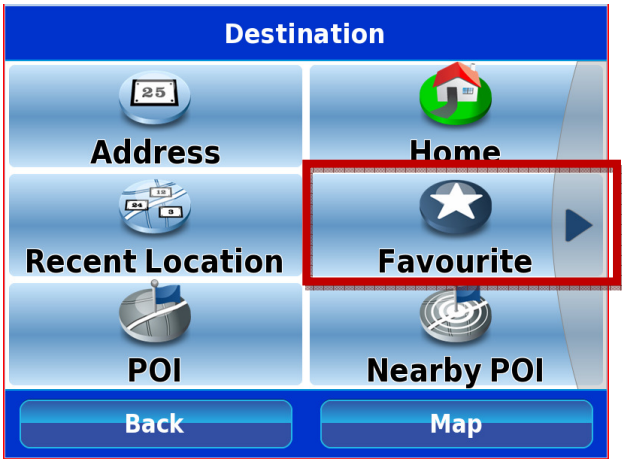 Destination
25
Address
Home
12
24
3
Recent Location
Favourite
POI
Nearby POI
Back
Map